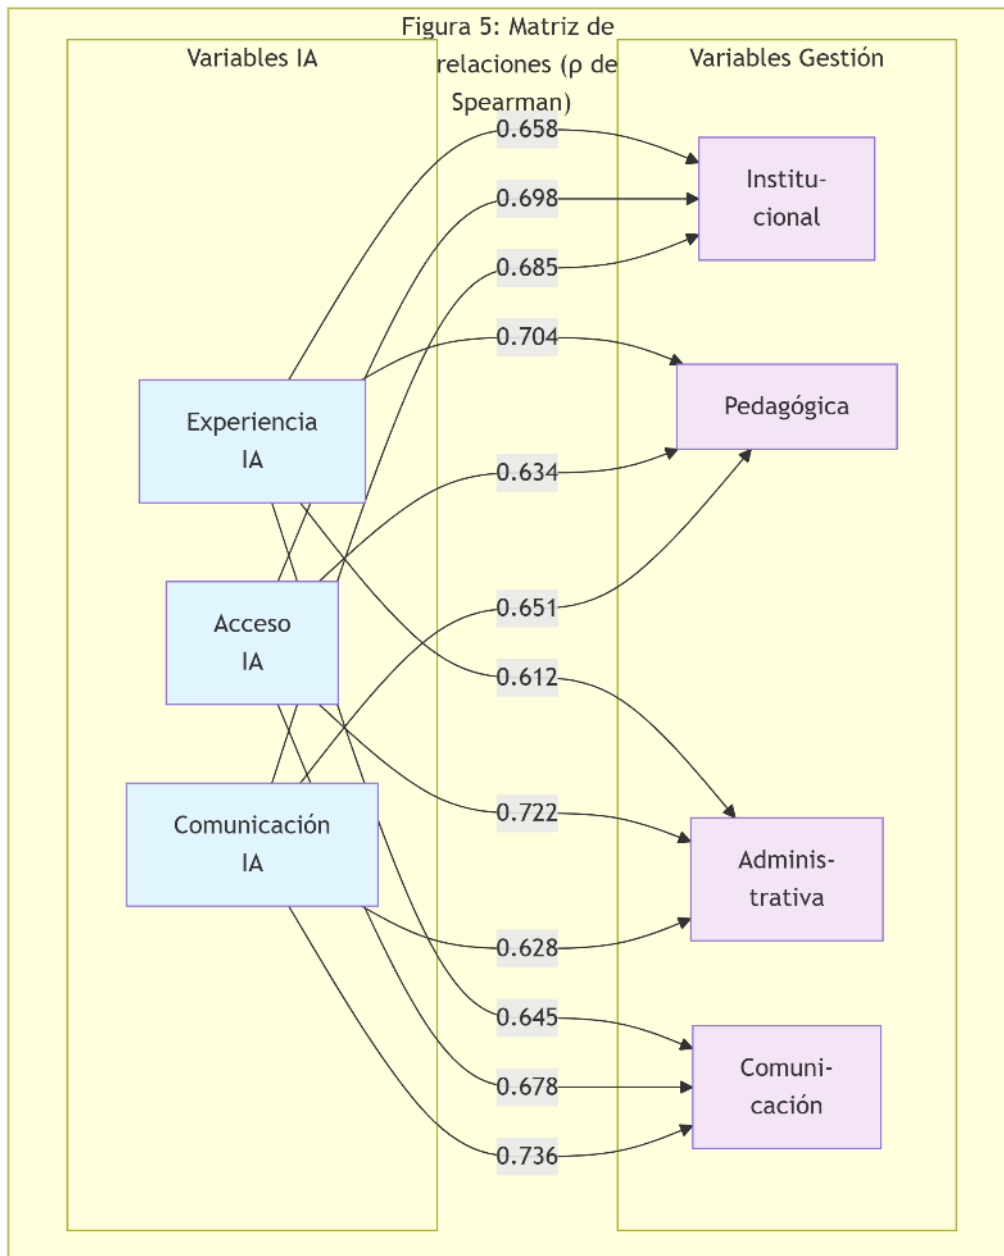 Figura 5: Matriz de
relaciones (ρ de
Spearman)
Variables IA
Variables Gestión
Experiencia
IA
Acceso
IA
Comunicación
IA
0.658
0.698
0.685
0.704
0.634
0.651
0.612
0.722
0.628
0.645
0.678
0.736
Institu-
cional
Pedagógica
Adminis-
trativa
Comuni-
cación